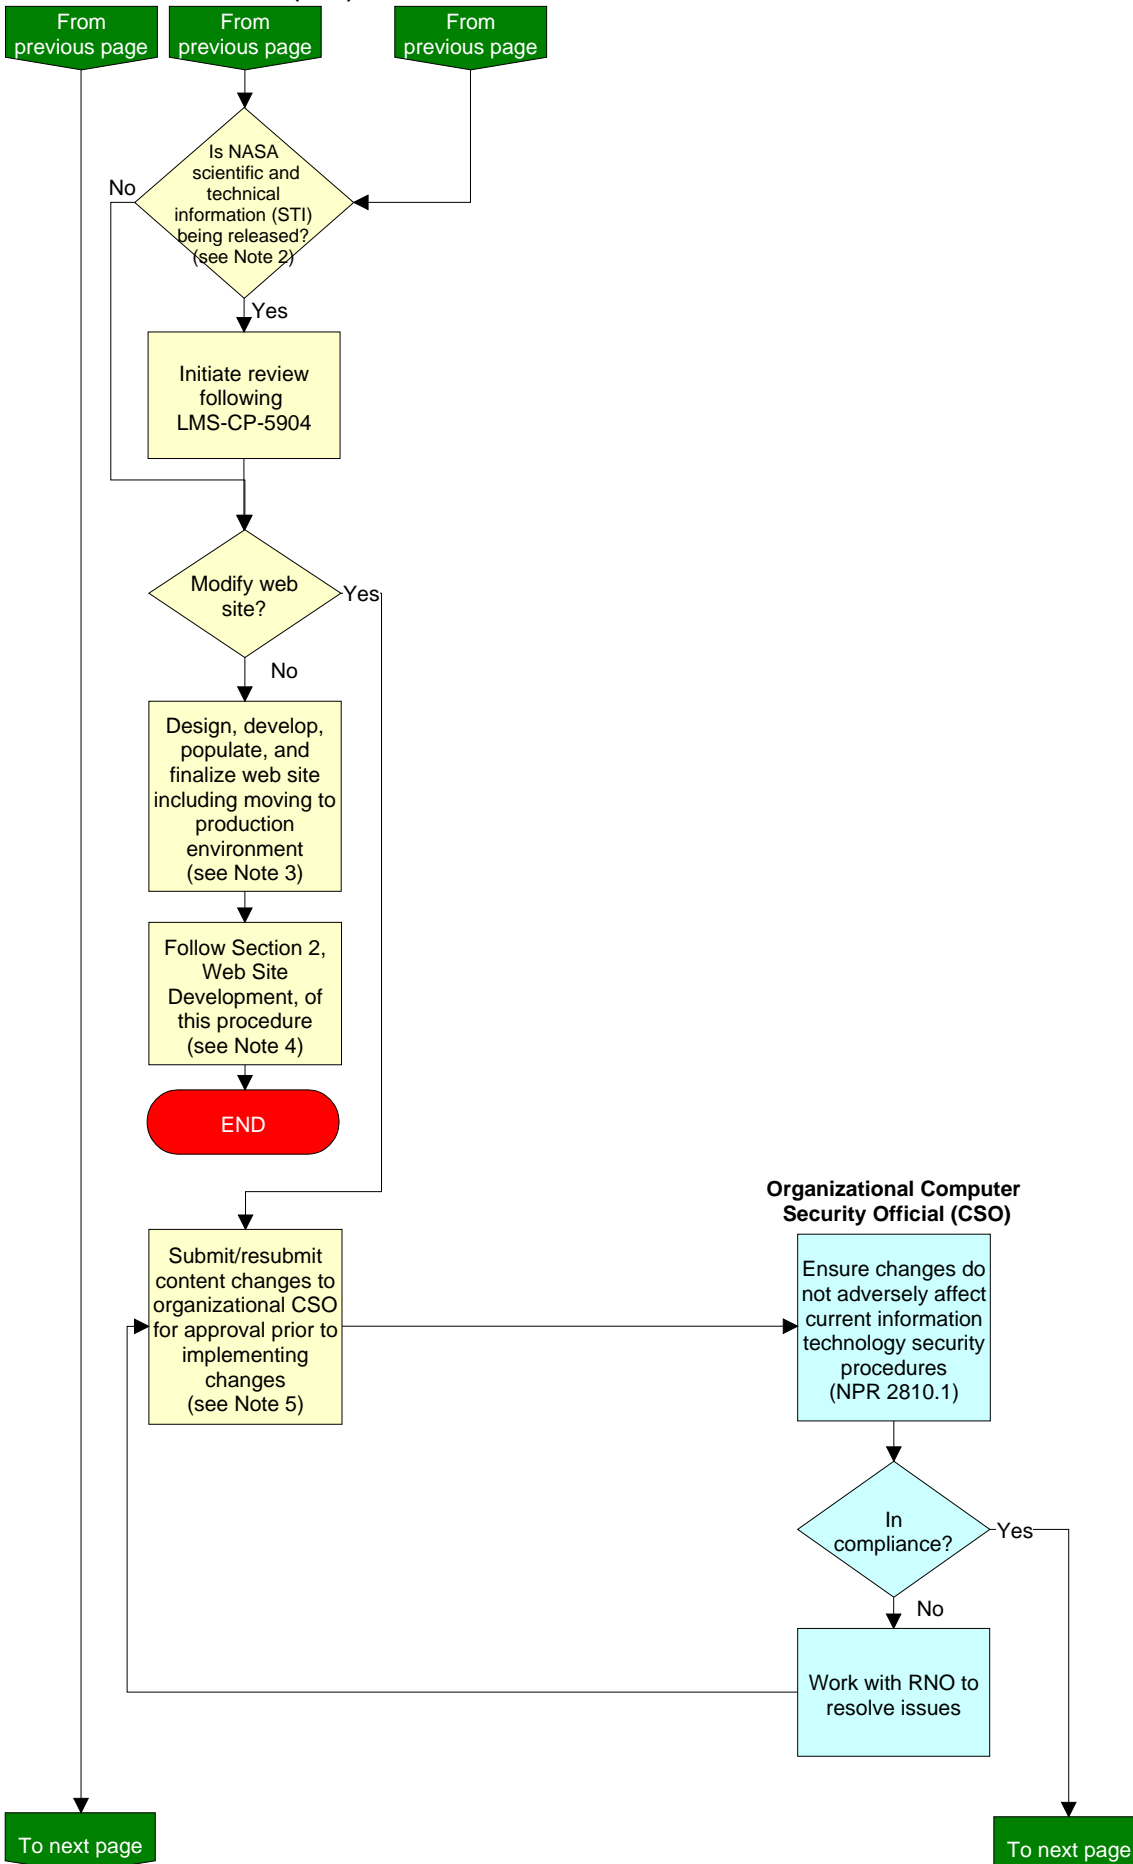 From
previous page
From
previous page
From
previous page
Is NASA
scientific and
technical
information (STI)
being released?
(see Note 2)
No
Yes
Initiate review
following
LMS-CP-5904
Modify web
site?
Yes
No
Design, develop,
populate, and
finalize web site
including moving to
production
environment
(see Note 3)
Follow Section 2,
Web Site
Development, of
this procedure
(see Note 4)
END
Submit/resubmit
content changes to
organizational CSO
for approval prior to
implementing
changes
(see Note 5)
Organizational Computer
Security Official (CSO)
Ensure changes do
not adversely affect
current information
technology security
procedures
(NPR 2810.1)
In
compliance?
Yes
No
Work with RNO to
resolve issues
To next page
To next page